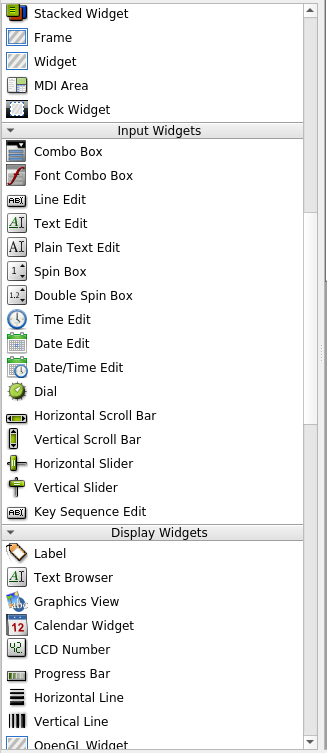 Stacked Widget
Frame
Widget
MDI Area
Dock Widget
Input Widgets
Combo Box
Font Combo Box
Line Edit
Text Edit
Plain Text Edit
Spin Box
Double Spin Box
Time Edit
Date Edit
Date/Time Edit
Dial
Horizontal Scroll Bar
Vertical Scroll Bar
Horizontal Slider
Vertical Slider
Key Sequence Edit
Display Widgets
Label
Text Browser
Graphics View
Calendar Widget
LCD Number
Progress Bar
Horizontal Line
Vertical Line
OpenGL Widget